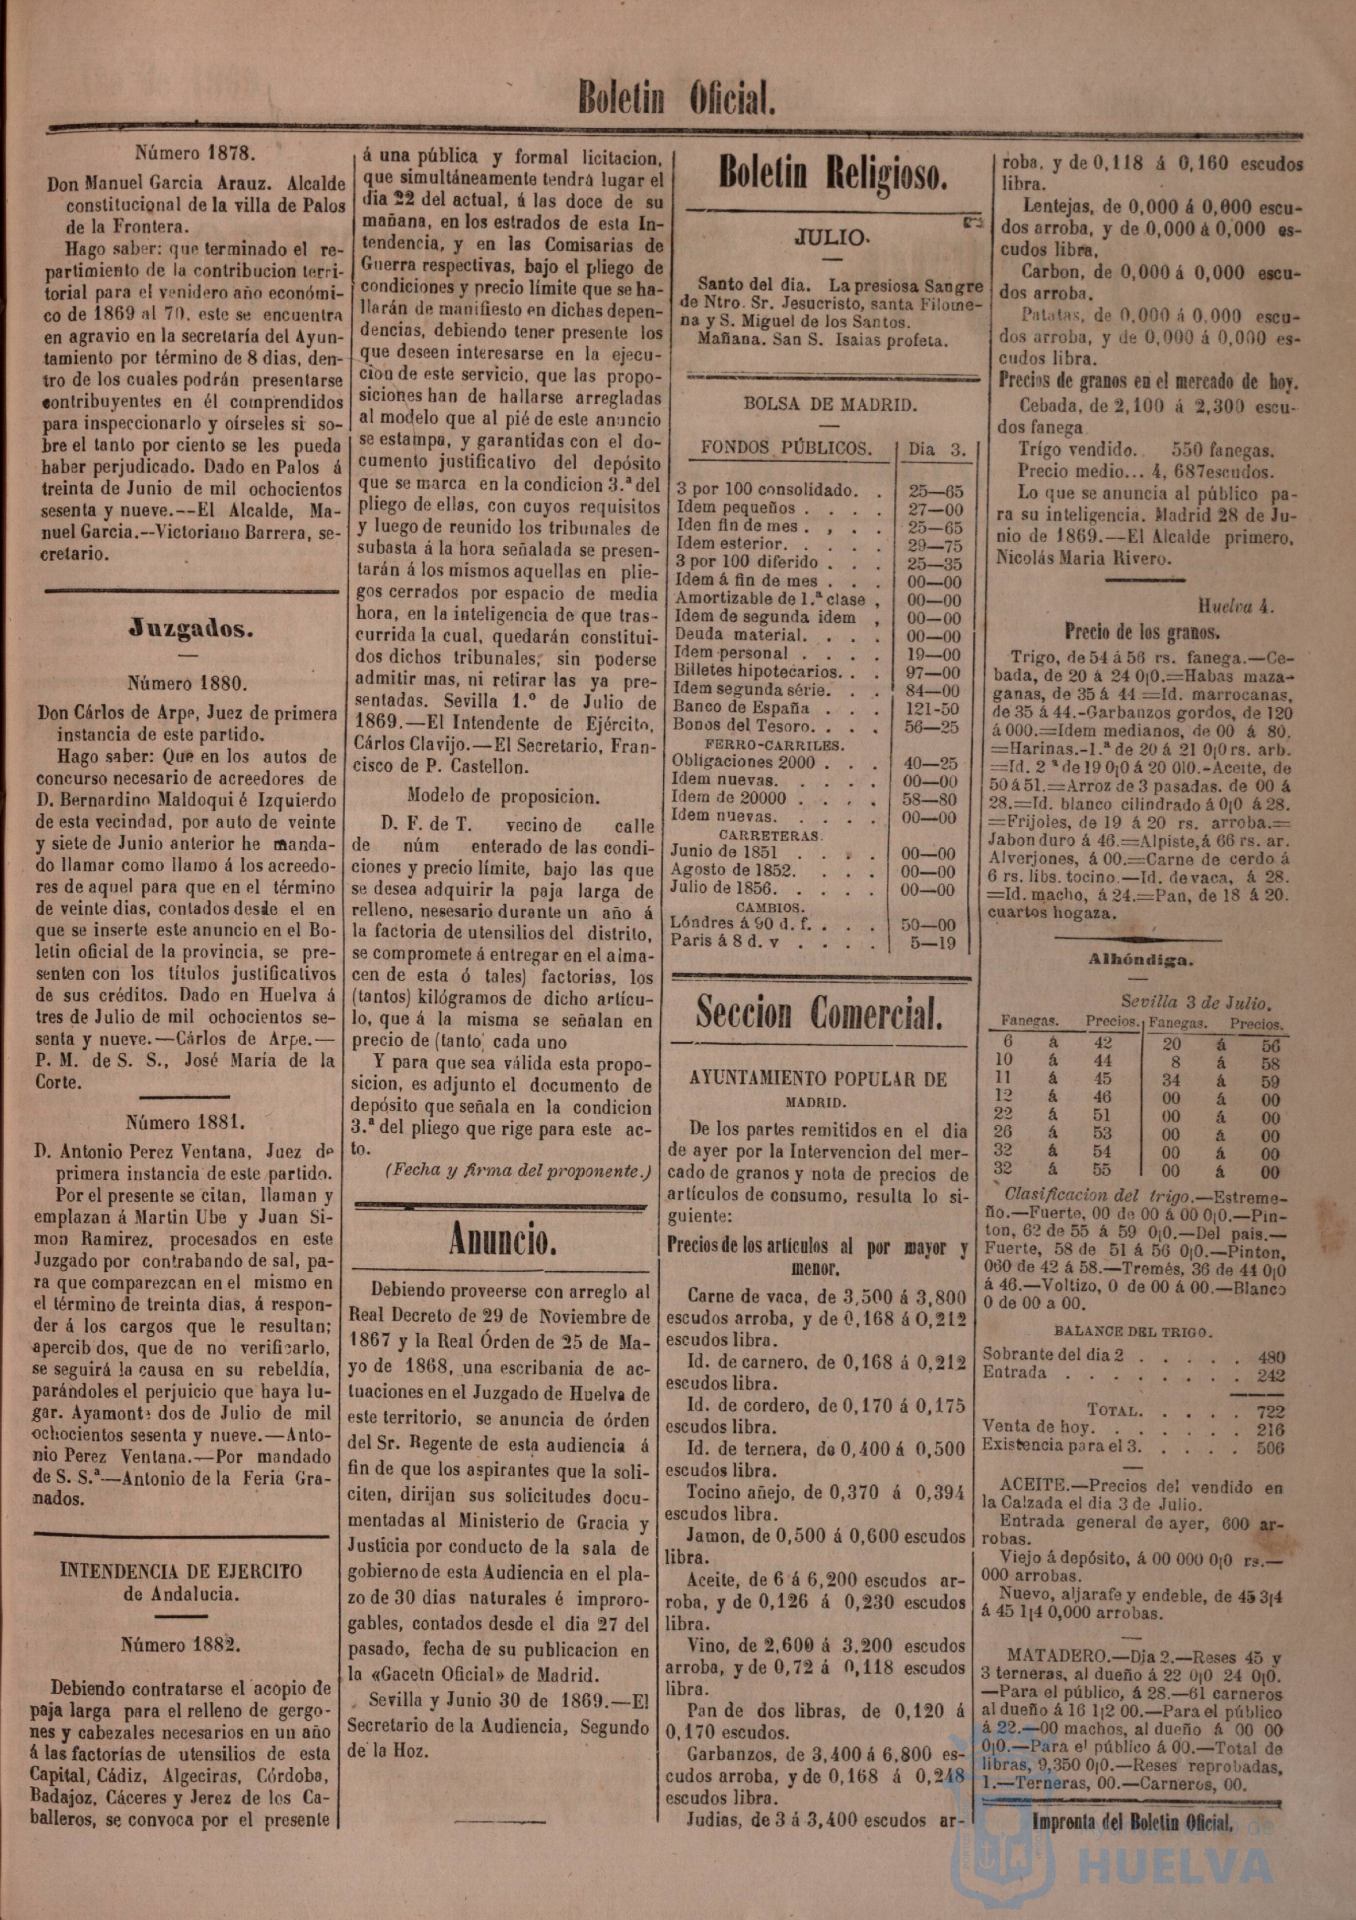 Boletin Oficial.
Número 1878.
Don Manuel Garcia Arauz. Alcalde
constitucional de la villa de Palos
de la Frontera.
Hago saber: que terminado el re-
partimiento de la contribucion terri-
torial para el venidero año económi-
co de 1869 al 70, este se encuentra
en agravio en la secretaría del Ayun-
tamiento por término de 8 dias, den-
tro de los cuales podrán presentarse
contribuyentes en él comprendidos
para inspeccionarlo y oírseles si so-
bre el tanto por ciento se les pueda
haber perjudicado. Dado en Palos á
treinta de Junio de mil ochocientos
sesenta y nueve.--El Alcalde, Ma-
nuel Garcia.--Victoriano Barrera, se-
cretario.
Juzgados.
Número 1880.
Don Cárlos de Arpe, Juez de primera
instancia de este partido.
Hago saber: Que en los autos de
concurso necesario de acreedores de
D. Bernardino Maldoqui é Izquierdo
de esta vecindad, por auto de veinte
y siete de Junio anterior he manda-
do llamar como llamo á los acreedo-
res de aquel para que en el término
de veinte dias, contados desde el en
que se inserte este anuncio en el Bo-
letin oficial de la provincia, se pre-
senten con los títulos justificativos
de sus créditos. Dado en Huelva á
tres de Julio de mil ochocientos se-
senta y nueve.—Cárlos de Arpe.—
P. M. de S. S., José María de la
Corte.
Número 1881.
D. Antonio Perez Ventana, Juez de
primera instancia de este partido.
Por el presente se citan, llaman y
emplazan á Martin Ube y Juan Si-
mon Ramirez, procesados en este
Juzgado por contrabando de sal, pa-
ra que comparezcan en el mismo en
el término de treinta dias, á respon-
der á los cargos que le resultan;
apercib dos, que de no verificarlo,
se seguirá la causa en su rebeldía,
parándoles el perjuicio que haya lu-
gar. Ayamonte dos de Julio de mil
ochocientos sesenta y nueve.—Anto-
nio Perez Ventana.—Por mandado
de S. S.ª—Antonio de la Feria Gra-
nados.
INTENDENCIA DE EJERCITO
de Andalucia.
Número 1882.
Debiendo contratarse el acopio de
paja larga para el relleno de gergo-
nes y cabezales necesarios en un año
á las factorías de utensilios de esta
Capital, Cádiz, Algeciras, Córdoba,
Badajoz, Cáceres y Jerez de los Ca-
balleros, se convoca por el presente
á una pública y formal licitacion,
que simultáneamente tendrá lugar el
dia 22 del actual, á las doce de su
mañana, en los estrados de esta In-
tendencia, y en las Comisarias de
Guerra respectivas, bajo el pliego de
condiciones y precio límite que se ha-
llarán de manifiesto en dichas depen-
dencias, debiendo tener presente los
que deseen interesarse en la ejecu-
cion de este servicio, que las propo-
siciones han de hallarse arregladas
al modelo que al pié de este anuncio
se estampa, y garantidas con el do-
cumento justificativo del depósito
que se marca en la condicion 3.ª del
pliego de ellas, con cuyos requisitos
y luego de reunido los tribunales de
subasta á la hora señalada se presen-
tarán á los mismos aquellas en plie-
gos cerrados por espacio de media
hora, en la inteligencia de que tras-
currida la cual, quedarán constitui-
dos dichos tribunales, sin poderse
admitir mas, ni retirar las ya pre-
sentadas. Sevilla 1.º de Julio de
1869.—El Intendente de Ejército,
Cárlos Clavijo.—El Secretario, Fran-
cisco de P. Castellon.
Modelo de proposicion.
D. F. de T. vecino de calle
de núm enterado de las condi-
ciones y precio límite, bajo las que
se desea adquirir la paja larga de
relleno, nesesario durante un año á
la factoria de utensilios del distrito,
se compromete á entregar en el alma-
cen de esta ó tales) factorias, los
(tantos) kilógramos de dicho artícu-
lo, que á la misma se señalan en
precio de (tanto) cada uno
Y para que sea válida esta propo-
sicion, es adjunto el documento de
depósito que señala en la condicion
3.ª del pliego que rige para este ac-
to.
(Fecha y firma del proponente.)
Anuncio.
Debiendo proveerse con arreglo al
Real Decreto de 29 de Noviembre de
1867 y la Real Órden de 25 de Ma-
yo de 1868, una escribania de ac-
tuaciones en el Juzgado de Huelva de
este territorio, se anuncia de órden
del Sr. Regente de esta audiencia á
fin de que los aspirantes que la soli-
citen, dirijan sus solicitudes docu-
mentadas al Ministerio de Gracia y
Justicia por conducto de la sala de
gobierno de esta Audiencia en el pla-
zo de 30 dias naturales é improro-
gables, contados desde el dia 27 del
pasado, fecha de su publicacion en
la «Gacetn Oficial» de Madrid.
Sevilla y Junio 30 de 1869.—El
Secretario de la Audiencia, Segundo
de la Hoz.
Boletin Religioso.
JULIO.
Santo del dia. La presiosa Sangre
de Ntro. Sr. Jesucristo, santa Filome-
na y S. Miguel de los Santos.
Mañana. San S. Isaias profeta.
BOLSA DE MADRID.
FONDOS PÚBLICOS. Dia 3.
3 por 100 consolidado. . 25—65
Idem pequeños . . . . 27—00
Iden fin de mes . , . 25—65
Idem esterior. . . . . 29—75
3 por 100 diferido . . . 25—35
Idem á fin de mes . . . 00—00
Amortizable de 1.ª clase , 00—00
Idem de segunda idem , 00—00
Deuda material. . . . 00—00
Idem personal . . . . 19—00
Billetes hipotecarios. . . 97—00
Idem segunda série. . . 84—00
Banco de España . . . 121-50
Bonos del Tesoro. . . . 56—25
FERRO-CARRILES.
Obligaciones 2000 . . . 40—25
Idem nuevas. . . . . 00—00
Idem de 20000 . . . . 58—80
Idem nuevas. . . . . 00—00
CARRETERAS.
Junio de 1851 . . . . 00—00
Agosto de 1852. . . . 00—00
Julio de 1856. . . . . 00—00
CAMBIOS.
Lóndres á 90 d. f. . . . 50—00
Paris á 8 d. v . . . . 5—19
Seccion Comercial.
AYUNTAMIENTO POPULAR DE
MADRID.
De los partes remitidos en el dia
de ayer por la Intervencion del mer-
cado de granos y nota de precios de
artículos de consumo, resulta lo si-
guiente:
Precios de los artículos al por mayor y
menor.
Carne de vaca, de 3,500 á 3,800
escudos arroba, y de 0,168 á 0,212
escudos libra.
Id. de carnero, de 0,168 á 0,212
escudos libra.
Id. de cordero, de 0,170 á 0,175
escudos libra.
Id. de ternera, de 0,400 á 0,500
escudos libra.
Tocino añejo, de 0,370 á 0,394
escudos libra.
Jamon, de 0,500 á 0,600 escudos
libra.
Aceite, de 6 á 6,200 escudos ar-
roba, y de 0,126 á 0,230 escudos
libra.
Vino, de 2,600 á 3,200 escudos
arroba, y de 0,72 á 0,118 escudos
libra.
Pan de dos libras, de 0,120 á
0,170 escudos.
Garbanzos, de 3,400 á 6,800 es-
cudos arroba, y de 0,168 á 0,248
escudos libra.
Judias, de 3 á 3,400 escudos ar-
roba, y de 0,118 á 0,160 escudos
libra.
Lentejas, de 0,000 á 0,000 escu-
dos arroba, y de 0,000 á 0,000 es-
cudos libra,
Carbon, de 0,000 á 0,000 escu-
dos arroba.
Patatas, de 0,000 á 0,000 escu-
dos arroba, y de 0,000 á 0,000 es-
cudos libra.
Precios de granos en el mercado de hoy.
Cebada, de 2,100 á 2,300 escu-
dos fanega
Trígo vendido. . 550 fanegas.
Precio medio... 4, 687escudos.
Lo que se anuncia al público pa-
ra su inteligencia. Madrid 28 de Ju-
nio de 1869.—El Alcalde primero,
Nicolás Maria Rivero.
Huelva 4.
Precio de los granos.
Trigo, de 54 á 56 rs. fanega.—Ce-
bada, de 20 á 24 0¡0.=Habas maza-
ganas, de 35 á 44 =Id. marrocanas,
de 35 á 44.-Garbanzos gordos, de 120
á 000.=Idem medianos, de 00 á 80,
=Harinas.-1.ª de 20 á 21 0¡0 rs. arb.
=Id. 2 ª de 19 0¡0 á 20 0¡0.-Aceite, de
50 á 51.=Arroz de 3 pasadas. de 00 á
28.=Id. blanco cilindrado á 0¡0 á 28.
=Frijoles, de 19 á 20 rs. arroba.=
Jabon duro á 46.=Alpiste, á 66 rs. ar.
Alverjones, á 00.=Carne de cerdo á
6 rs. libs. tocino.—Id. de vaca, á 28.
=Id. macho, á 24.=Pan, de 18 á 20.
cuartos hogaza.
Alhóndiga.
Sevilla 3 de Julio.
Fanegas. Precios. Fanegas. Precios.
6 á 42 20 á 56
10 á 44 8 á 58
11 á 45 34 á 59
12 á 46 00 á 00
22 á 51 00 á 00
26 á 53 00 á 00
32 á 54 00 á 00
32 á 55 00 á 00
Clasificacion del trigo.—Estreme-
ño.—Fuerte, 00 de 00 á 00 0¡0.—Pin-
ton, 62 de 55 á 59 0¡0.—Del pais.—
Fuerte, 58 de 51 á 56 0¡0.—Pinton,
060 de 42 á 58.—Tremés, 36 de 44 0¡0
á 46.—Voltizo, 0 de 00 á 00.—Blanco
0 de 00 a 00.
BALANCE DEL TRIGO.
Sobrante del dia 2 . . . . . 480
Entrada . . . . . . . . 242
TOTAL. . . . . 722
Venta de hoy. . . . . . . 216
Existencia para el 3. . . . . 506
ACEITE.—Precios del vendido en
la Calzada el dia 3 de Julio.
Entrada general de ayer, 600 ar-
robas.
Viejo á depósito, á 00 000 0¡0 rs.—
000 arrobas.
Nuevo, aljarafe y endeble, de 45 3¡4
á 45 1¡4 0,000 arrobas.
MATADERO.—Dia 2.—Reses 45 y
3 terneras, al dueño á 22 0¡0 24 0¡0.
—Para el público, á 28.—61 carneros
al dueño á 16 1¡2 00.—Para el público
á 22.—00 machos, al dueño á 00 00
0¡0.—Para el público á 00.—Total de
libras, 9,350 0¡0.—Reses reprobadas,
1.—Terneras, 00.—Carneros, 00.
Imprenta del Boletin Oficial.
HUELVA